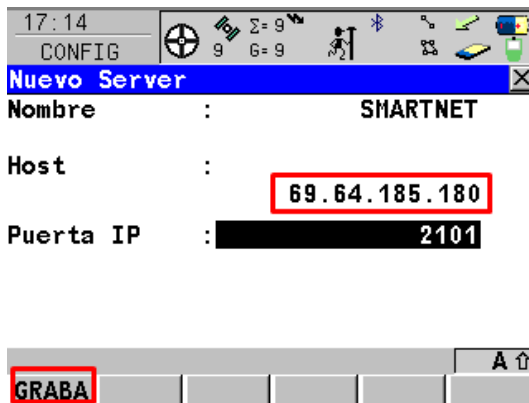 17:14
CONFIG
9
Σ= 9
G= 9
Nuevo Server
Nombre : SMARTNET
Host :
69.64.185.180
Puerta IP : 2101
A ⇧
GRABA